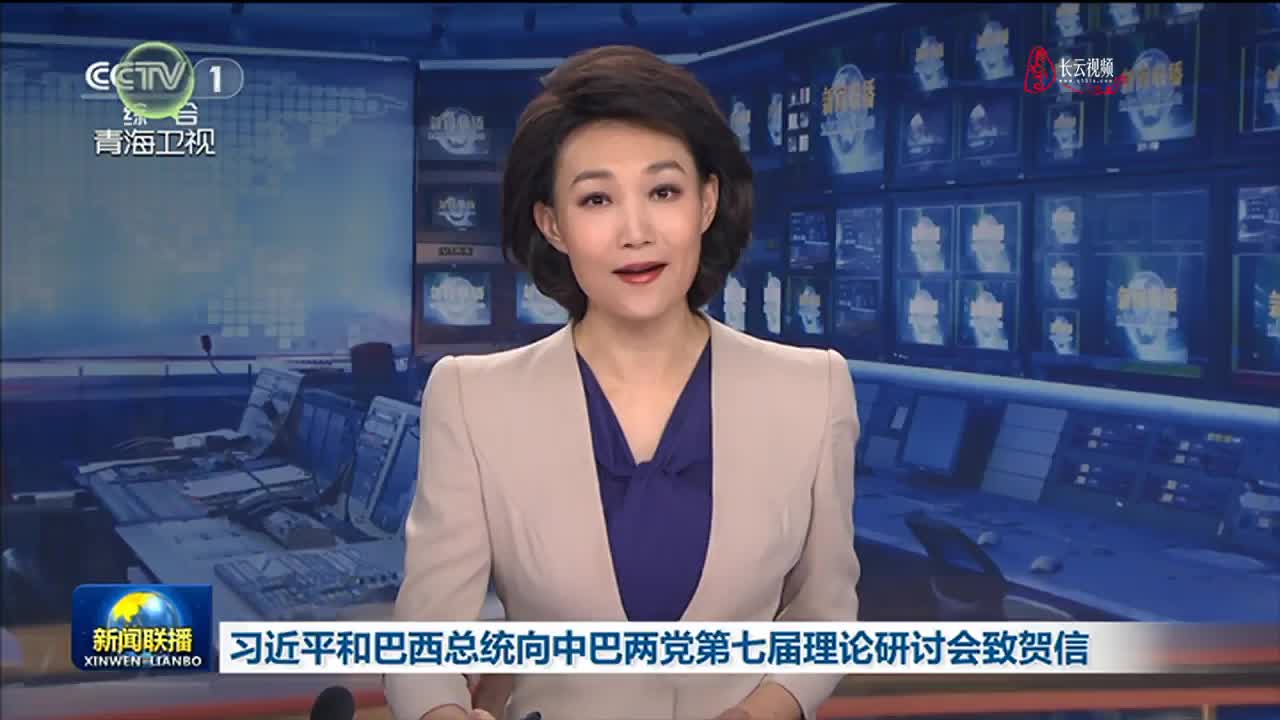 CCTV 1
综合
青海卫视
长云视频
新闻联播
XINWEN-LIANBO
习近平和巴西总统向中巴两党第七届理论研讨会致贺信